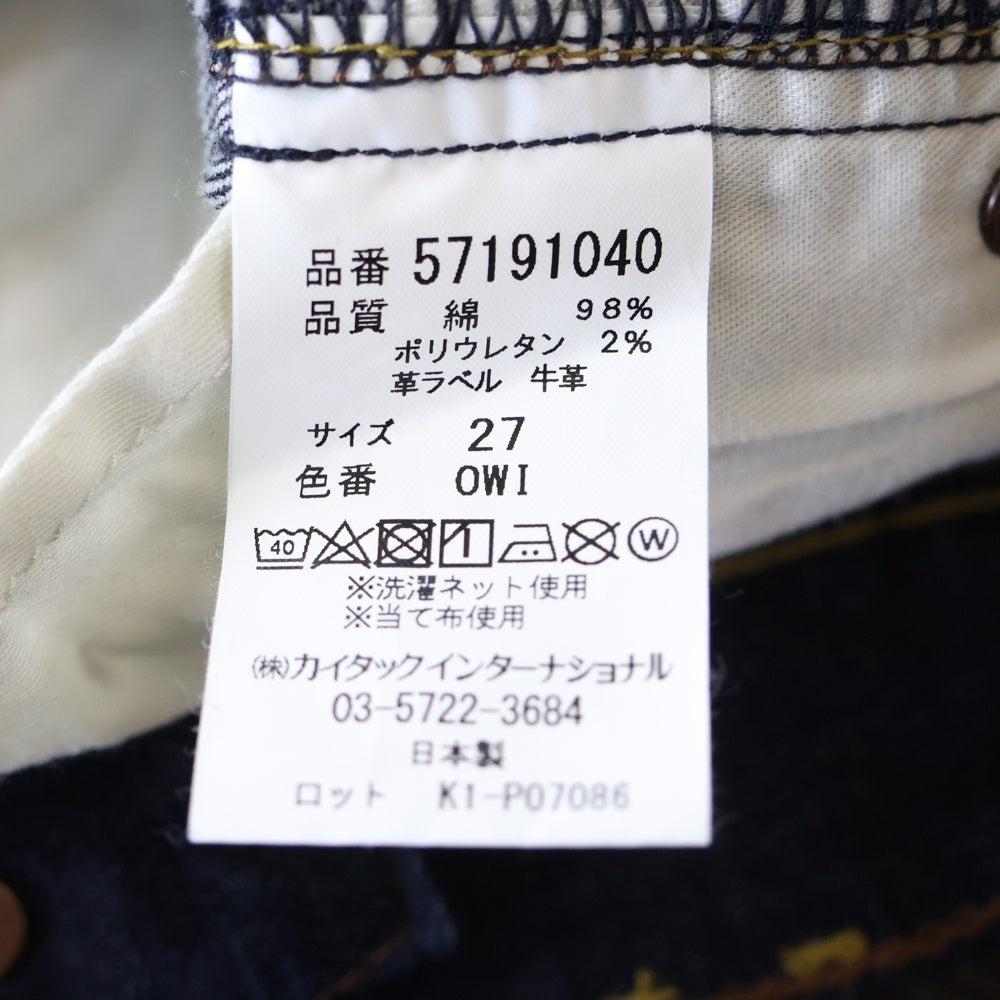 品番 57191040
品質 綿 98%
ポリウレタン 2%
革ラベル 牛革
サイズ 27
色番 OWI
40 W
※洗濯ネット使用
※当て布使用
(株)カイタックインターナショナル
03-5722-3684
日本製
ロット K1-P07086